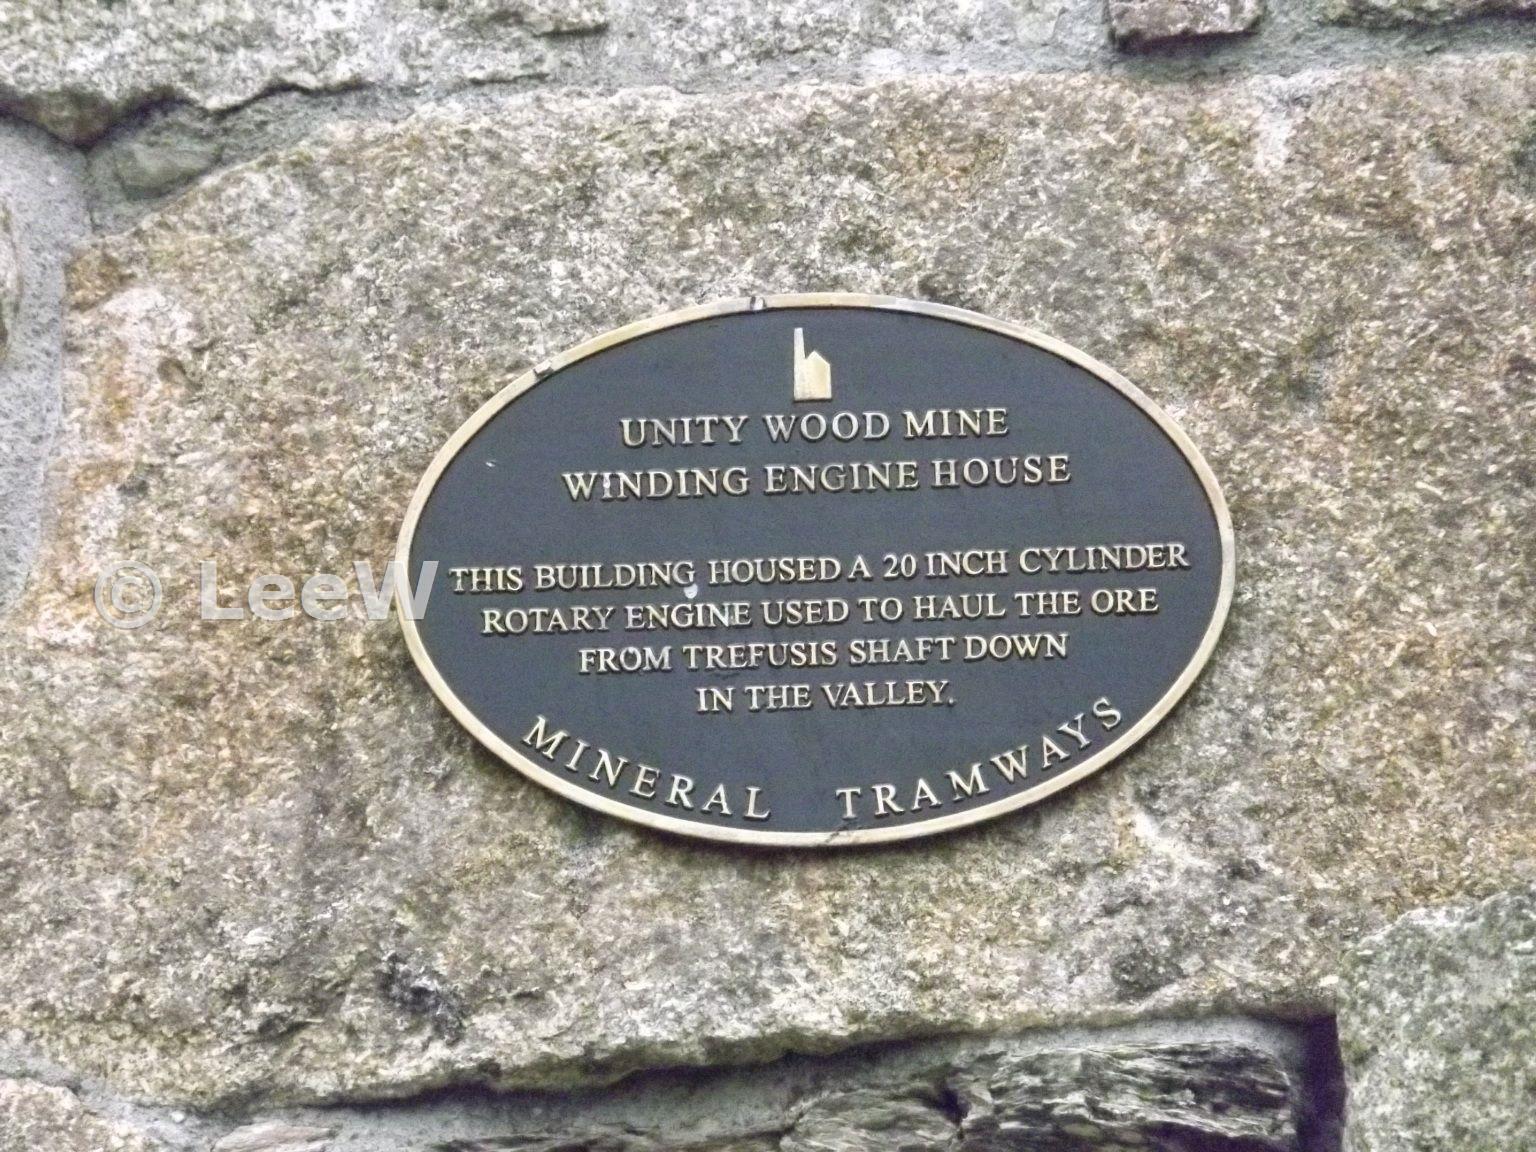 UNITY WOOD MINE
WINDING ENGINE HOUSE
THIS BUILDING HOUSED A 20 INCH CYLINDER
ROTARY ENGINE USED TO HAUL THE ORE
FROM TREFUSIS SHAFT DOWN
IN THE VALLEY.
MINERAL TRAMWAYS
© LeeW